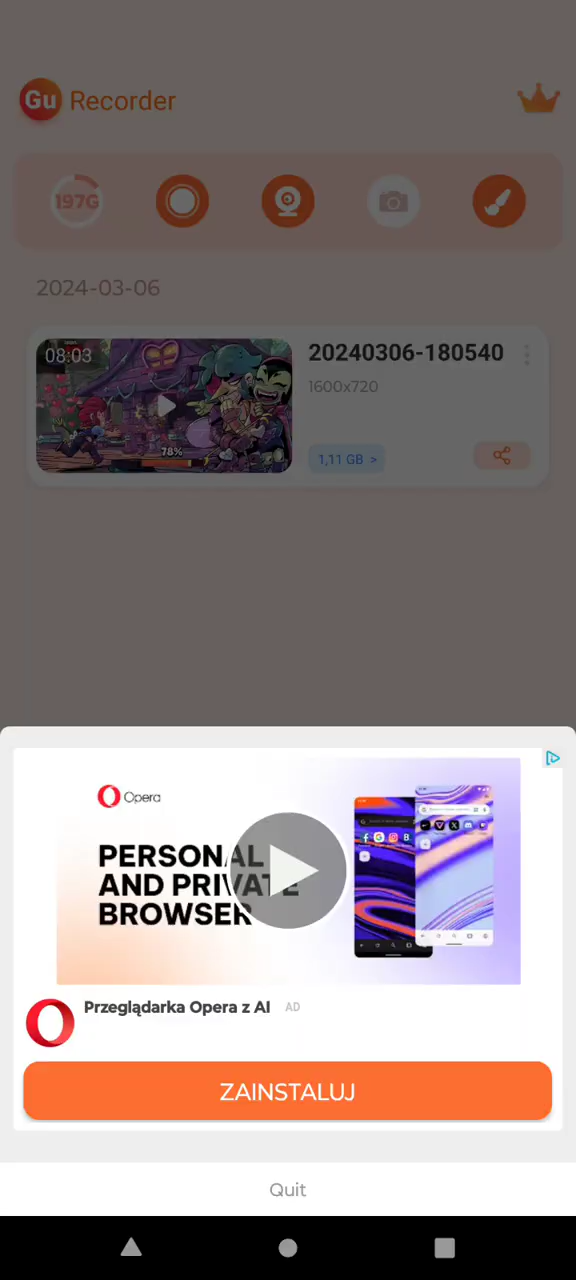 Gu Recorder
197G
2024-03-06
08:03
20240306-180540
1600x720
78%
1,11 GB >
Opera
PERSONAL
AND PRIVATE
BROWSER
Przeglądarka Opera z AI AD
ZAINSTALUJ
Quit